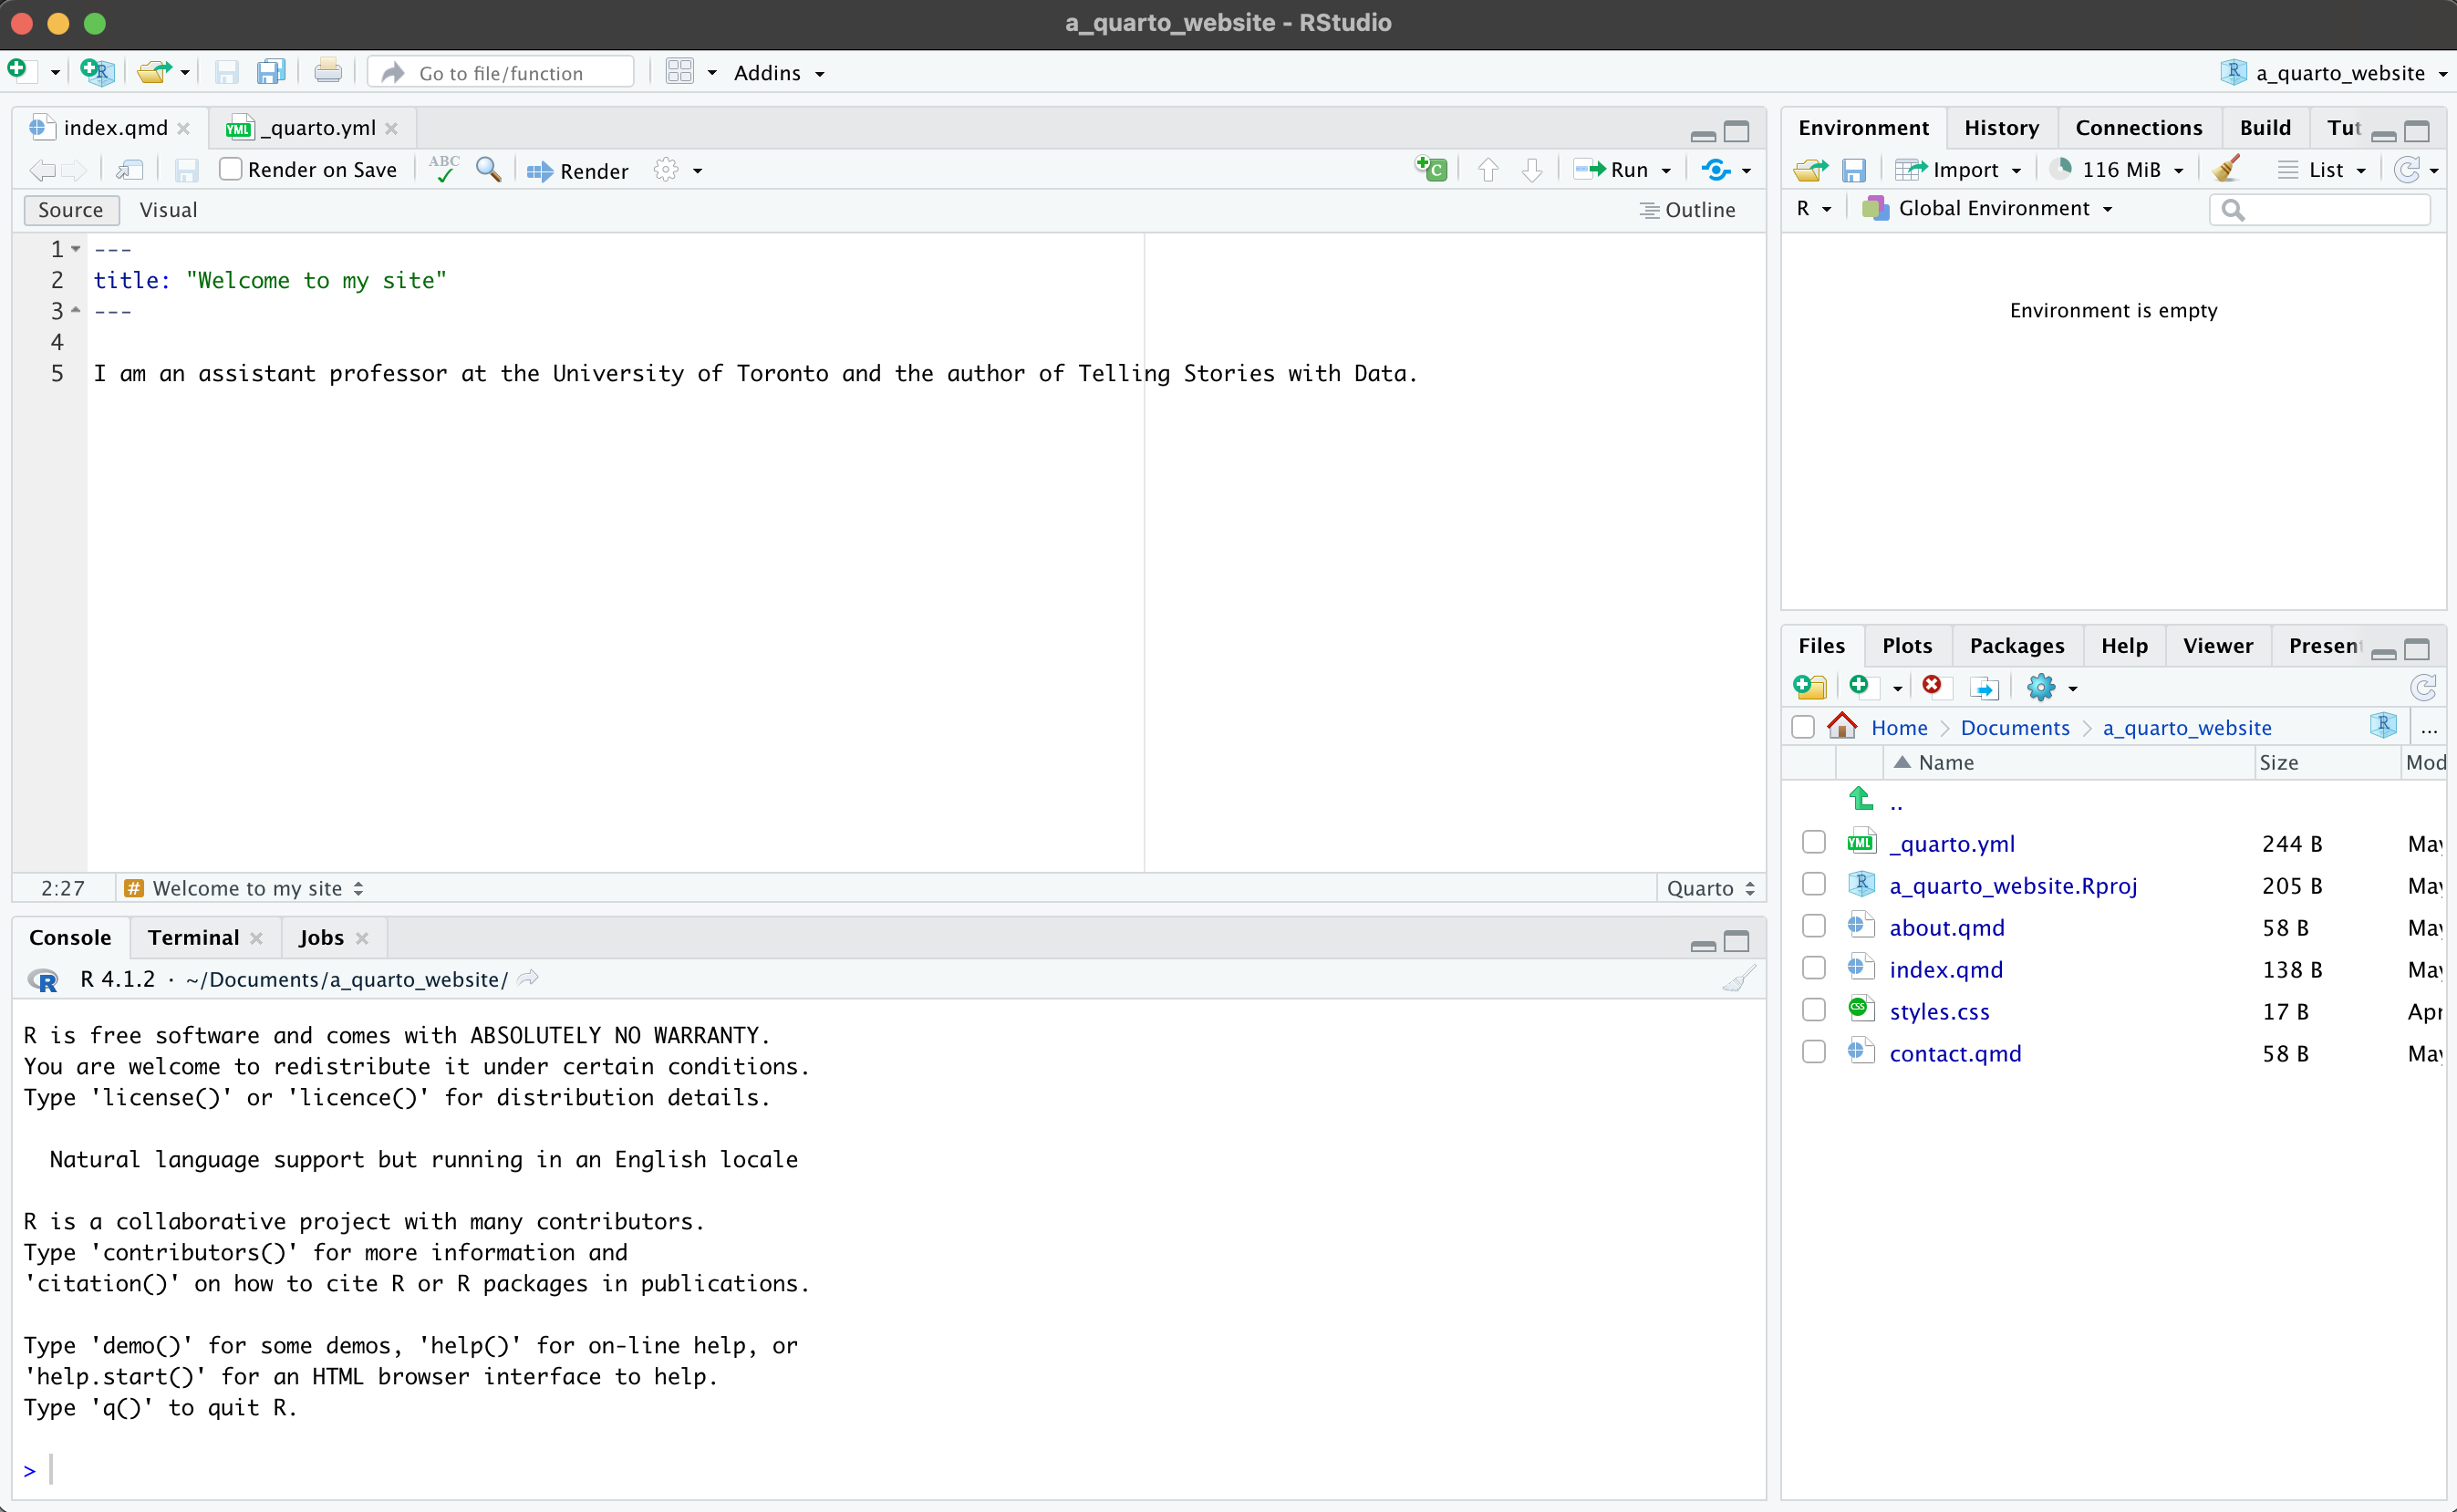 a_quarto_website - RStudio
Go to file/function
Addins
a_quarto_website
index.qmd
_quarto.yml
Render on Save
ABC
Render
Run
Source
Visual
Outline
1 ---
2 title: "Welcome to my site"
3 ---
4
5 I am an assistant professor at the University of Toronto and the author of Telling Stories with Data.
2:27
# Welcome to my site
Quarto
Console
Terminal
Jobs
R 4.1.2 · ~/Documents/a_quarto_website/
R is free software and comes with ABSOLUTELY NO WARRANTY.
You are welcome to redistribute it under certain conditions.
Type 'license()' or 'licence()' for distribution details.
Natural language support but running in an English locale
R is a collaborative project with many contributors.
Type 'contributors()' for more information and
'citation()' on how to cite R or R packages in publications.
Type 'demo()' for some demos, 'help()' for on-line help, or
'help.start()' for an HTML browser interface to help.
Type 'q()' to quit R.
>
Environment
History
Connections
Build
Tut
Import
116 MiB
List
R
Global Environment
Environment is empty
Files
Plots
Packages
Help
Viewer
Presen
Home
Documents
a_quarto_website
...
Name
Size
Mod
..
_quarto.yml 244 B May
a_quarto_website.Rproj 205 B May
about.qmd 58 B May
index.qmd 138 B May
styles.css 17 B Apr
contact.qmd 58 B May